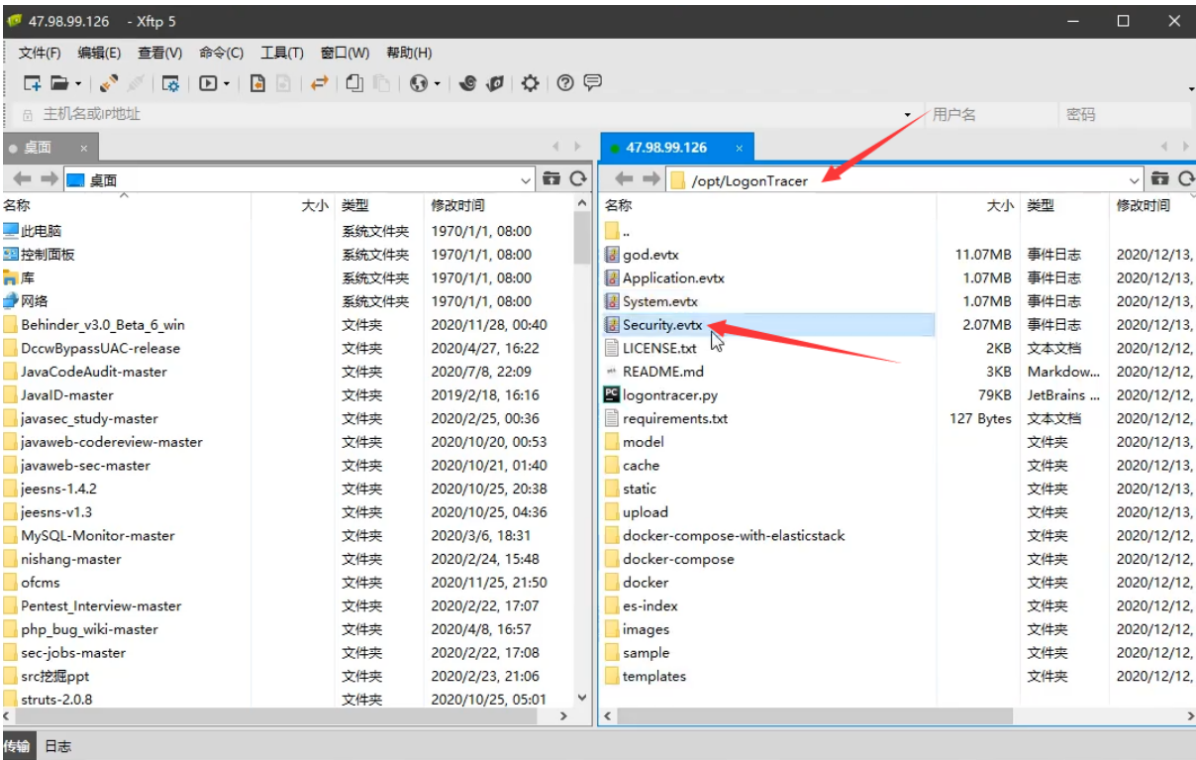 47.98.99.126 - Xftp 5
文件(F) 编辑(E) 查看(V) 命令(C) 工具(T) 窗口(W) 帮助(H)
主机名或IP地址 用户名 密码
桌面 × 47.98.99.126 ×
桌面 /opt/LogonTracer
名称 大小 类型 修改时间 名称 大小 类型 修改时间
此电脑 系统文件夹 1970/1/1, 08:00 ..
控制面板 系统文件夹 1970/1/1, 08:00 god.evtx 11.07MB 事件日志 2020/12/13,
库 系统文件夹 1970/1/1, 08:00 Application.evtx 1.07MB 事件日志 2020/12/13,
网络 系统文件夹 1970/1/1, 08:00 System.evtx 1.07MB 事件日志 2020/12/13,
Behinder_v3.0_Beta_6_win 文件夹 2020/11/28, 00:40 Security.evtx 2.07MB 事件日志 2020/12/13,
DccwBypassUAC-release 文件夹 2020/4/27, 16:22 LICENSE.txt 2KB 文本文档 2020/12/12,
JavaCodeAudit-master 文件夹 2020/7/8, 22:09 README.md 3KB Markdow... 2020/12/12,
JavaID-master 文件夹 2019/2/18, 16:16 logontracer.py 79KB JetBrains ... 2020/12/12,
javasec_study-master 文件夹 2020/2/25, 00:36 requirements.txt 127 Bytes 文本文档 2020/12/12,
javaweb-codereview-master 文件夹 2020/10/20, 00:53 model 文件夹 2020/12/13,
javaweb-sec-master 文件夹 2020/10/21, 01:40 cache 文件夹 2020/12/13,
jeesns-1.4.2 文件夹 2020/10/25, 20:38 static 文件夹 2020/12/13,
jeesns-v1.3 文件夹 2020/10/25, 04:36 upload 文件夹 2020/12/13,
MySQL-Monitor-master 文件夹 2020/3/6, 18:31 docker-compose-with-elasticstack 文件夹 2020/12/12,
nishang-master 文件夹 2020/2/24, 15:48 docker-compose 文件夹 2020/12/12,
ofcms 文件夹 2020/11/25, 21:50 docker 文件夹 2020/12/12,
Pentest_Interview-master 文件夹 2020/2/22, 17:07 es-index 文件夹 2020/12/12,
php_bug_wiki-master 文件夹 2020/4/8, 16:57 images 文件夹 2020/12/12,
sec-jobs-master 文件夹 2020/2/22, 17:08 sample 文件夹 2020/12/12,
src挖掘ppt 文件夹 2020/2/23, 21:06 templates 文件夹 2020/12/12,
struts-2.0.8 文件夹 2020/10/25, 05:01
传输 日志